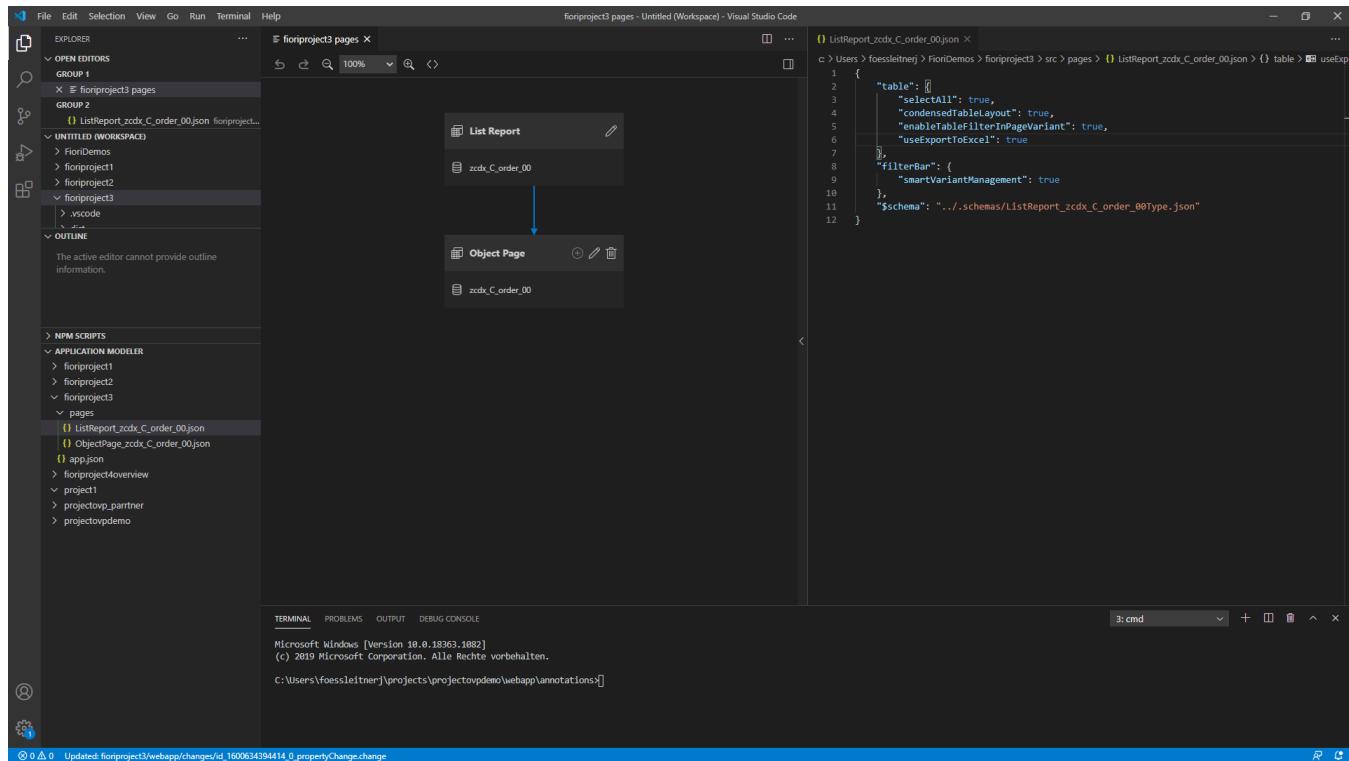 File Edit Selection View Go Run Terminal Help
fioriproject3 pages - Untitled (Workspace) - Visual Studio Code
EXPLORER
OPEN EDITORS
GROUP 1
fioriproject3 pages
GROUP 2
{} ListReport_zcdx_C_order_00.json fioriproject...
UNTITLED (WORKSPACE)
FioriDemos
fioriproject1
fioriproject2
fioriproject3
.vscode
OUTLINE
The active editor cannot provide outline
information.
NPM SCRIPTS
APPLICATION MODELER
fioriproject1
fioriproject2
fioriproject3
pages
{} ListReport_zcdx_C_order_00.json
{} ObjectPage_zcdx_C_order_00.json
{} app.json
fioriproject4overview
project1
projectovp_parrtner
projectovpdemo
fioriproject3 pages
100%
List Report
zcdx_C_order_00
Object Page
zcdx_C_order_00
{} ListReport_zcdx_C_order_00.json
c: > Users > foessleitnerj > FioriDemos > fioriproject3 > src > pages > {} ListReport_zcdx_C_order_00.json > {} table > useExp
1 {
2 "table": {
3 "selectAll": true,
4 "condensedTableLayout": true,
5 "enableTableFilterInPageVariant": true,
6 "useExportToExcel": true
7 },
8 "filterBar": {
9 "smartVariantManagement": true
10 },
11 "$schema": "../.schemas/ListReport_zcdx_C_order_00Type.json"
12 }
TERMINAL PROBLEMS OUTPUT DEBUG CONSOLE
3: cmd
Microsoft Windows [Version 10.0.18363.1082]
(c) 2019 Microsoft Corporation. Alle Rechte vorbehalten.
C:\Users\foessleitnerj\projects\projectovpdemo\webapp\annotations>
1
0 0 Updated: fioriproject3/webapp/changes/id_1600634394414_0_propertyChange.change